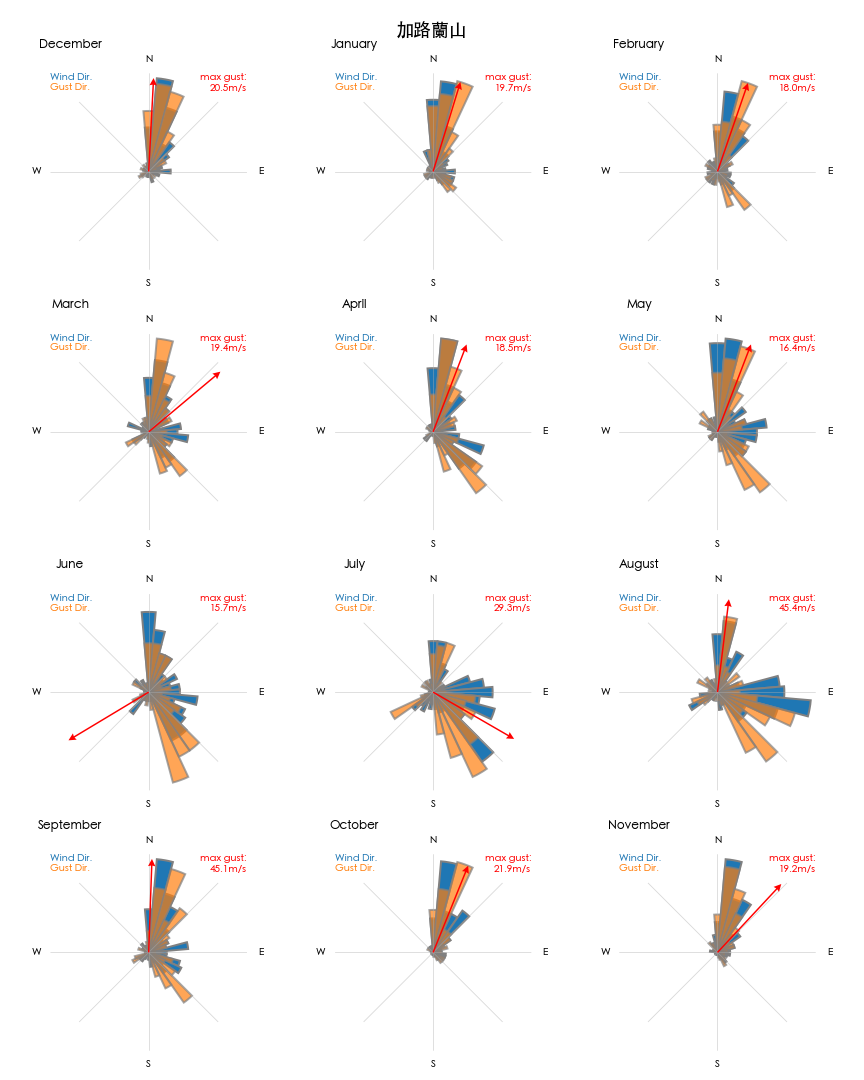 加路蘭山
December
N
Wind Dir.
Gust Dir.
max gust:
20.5m/s
W
E
S
January
N
Wind Dir.
Gust Dir.
max gust:
19.7m/s
W
E
S
February
N
Wind Dir.
Gust Dir.
max gust:
18.0m/s
W
E
S
March
N
Wind Dir.
Gust Dir.
max gust:
19.4m/s
W
E
S
April
N
Wind Dir.
Gust Dir.
max gust:
18.5m/s
W
E
S
May
N
Wind Dir.
Gust Dir.
max gust:
16.4m/s
W
E
S
June
N
Wind Dir.
Gust Dir.
max gust:
15.7m/s
W
E
S
July
N
Wind Dir.
Gust Dir.
max gust:
29.3m/s
W
E
S
August
N
Wind Dir.
Gust Dir.
max gust:
45.4m/s
W
E
S
September
N
Wind Dir.
Gust Dir.
max gust:
45.1m/s
W
E
S
October
N
Wind Dir.
Gust Dir.
max gust:
21.9m/s
W
E
S
November
N
Wind Dir.
Gust Dir.
max gust:
19.2m/s
W
E
S